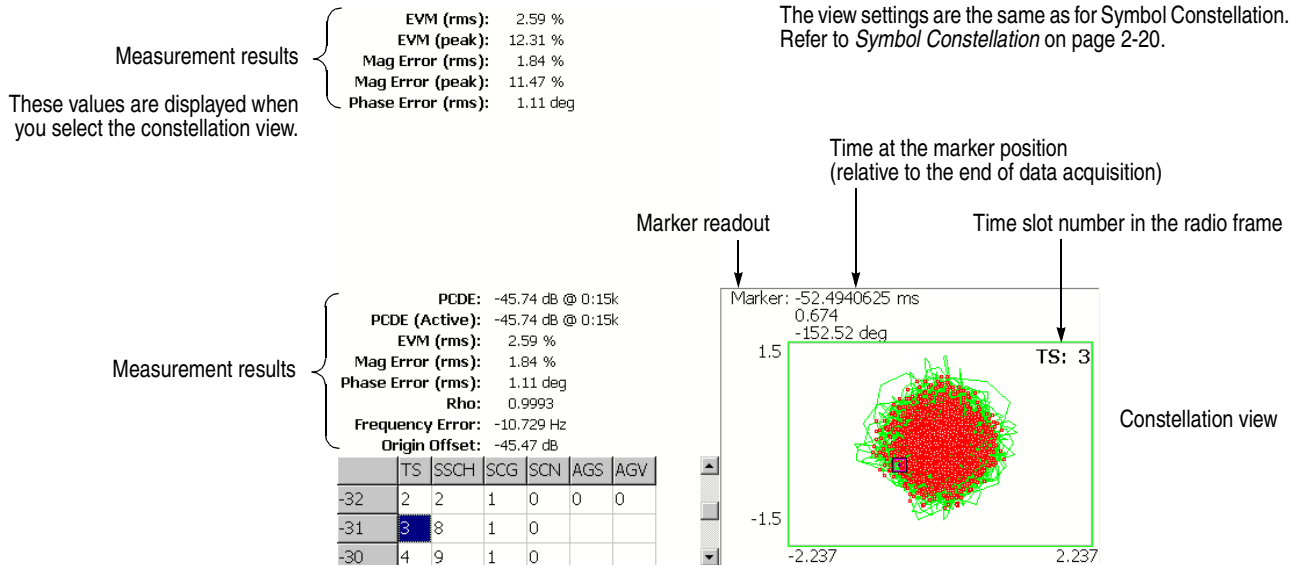 EVM (rms): 2.59 %
EVM (peak): 12.31 %
Mag Error (rms): 1.84 %
Mag Error (peak): 11.47 %
Phase Error (rms): 1.11 deg
Measurement results
These values are displayed when
you select the constellation view.
The view settings are the same as for Symbol Constellation.
Refer to Symbol Constellation on page 2-20.
Time at the marker position
(relative to the end of data acquisition)
Marker readout
Time slot number in the radio frame
PCDE: -45.74 dB @ 0:15k
PCDE (Active): -45.74 dB @ 0:15k
EVM (rms): 2.59 %
Mag Error (rms): 1.84 %
Phase Error (rms): 1.11 deg
Rho: 0.9993
Frequency Error: -10.729 Hz
Origin Offset: -45.47 dB
Measurement results
TS SSCH SCG SCN AGS AGV
-32 2 2 1 0 0 0
-31 3 8 1 0
-30 4 9 1 0
Marker: -52.4940625 ms
0.674
-152.52 deg
1.5
TS: 3
Constellation view
-1.5
-2.237 2.237